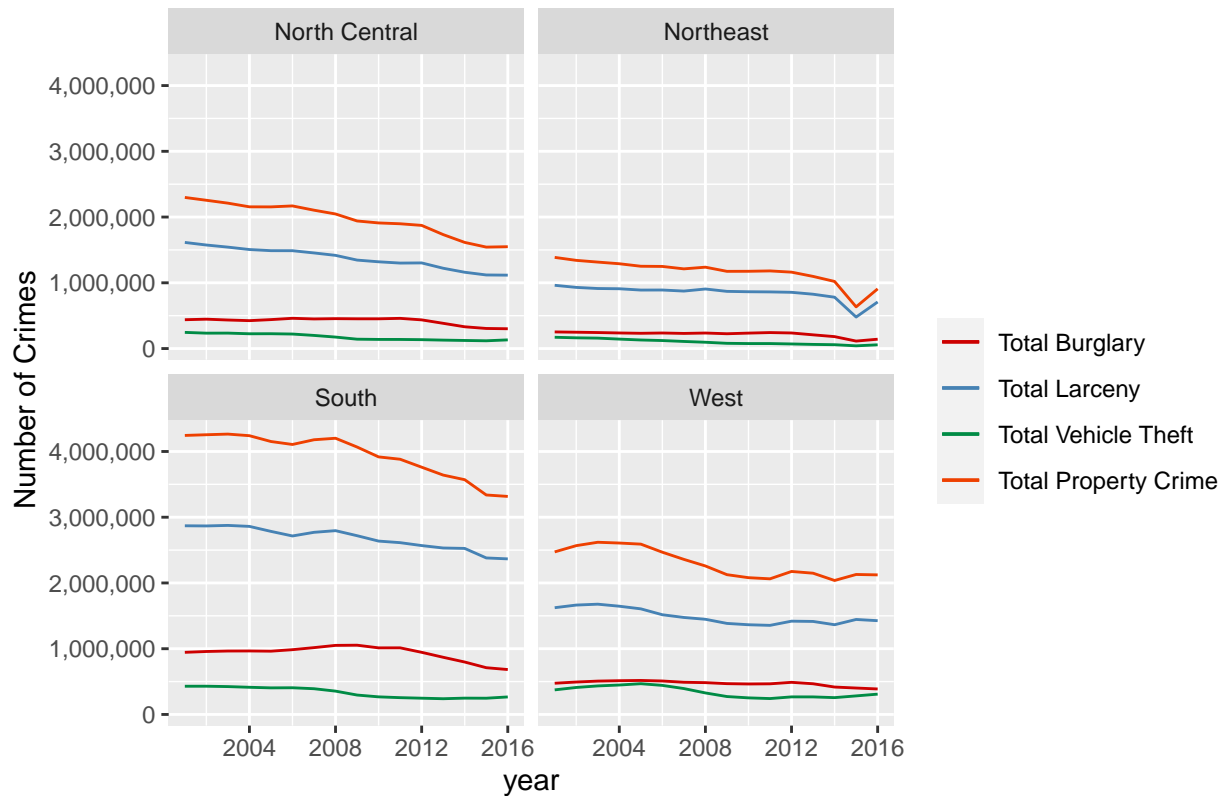 North Central
Northeast
4,000,000
3,000,000
2,000,000
1,000,000
0
South
West
4,000,000
3,000,000
2,000,000
1,000,000
0
2004
2008
2012
2016
2004
2008
2012
2016
year
Number of Crimes
Total Burglary
Total Larceny
Total Vehicle Theft
Total Property Crime